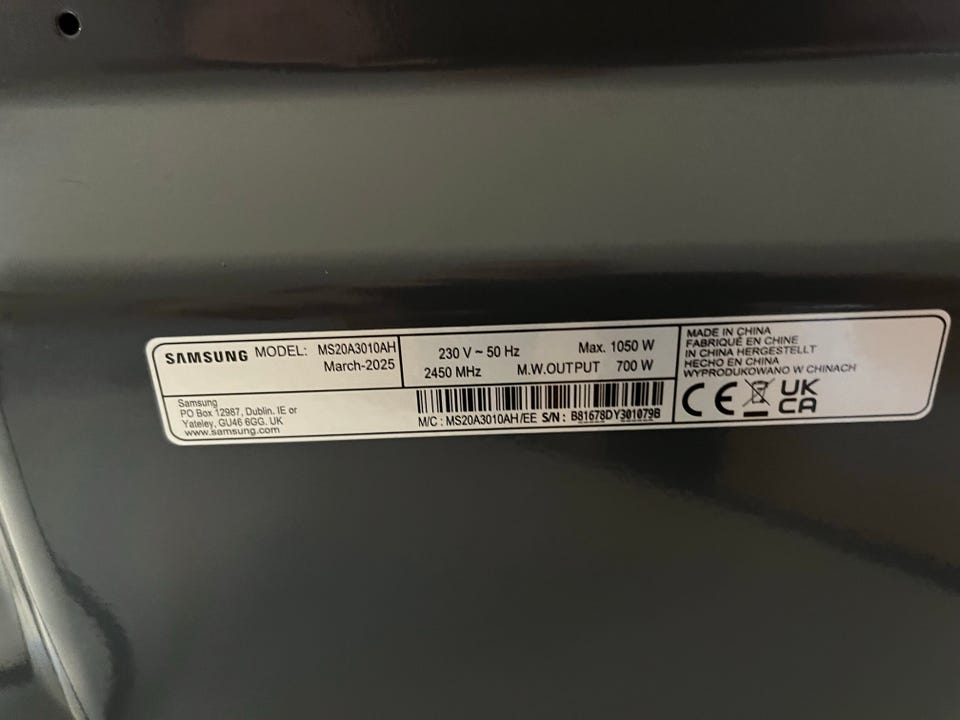 SAMSUNG MODEL: MS20A3010AH
March-2025
230 V ~ 50 Hz Max. 1050 W
2450 MHz M.W.OUTPUT 700 W
MADE IN CHINA
FABRIQUÉ EN CHINE
IN CHINA HERGESTELLT
HECHO EN CHINA
WYPRODUKOWANO W CHINACH
Samsung
PO Box 12987, Dublin. IE or
Yateley, GU46 6GG. UK
www.samsung.com
M/C : MS20A3010AH/EE S/N : B81678DY301079B
CE UK
CA